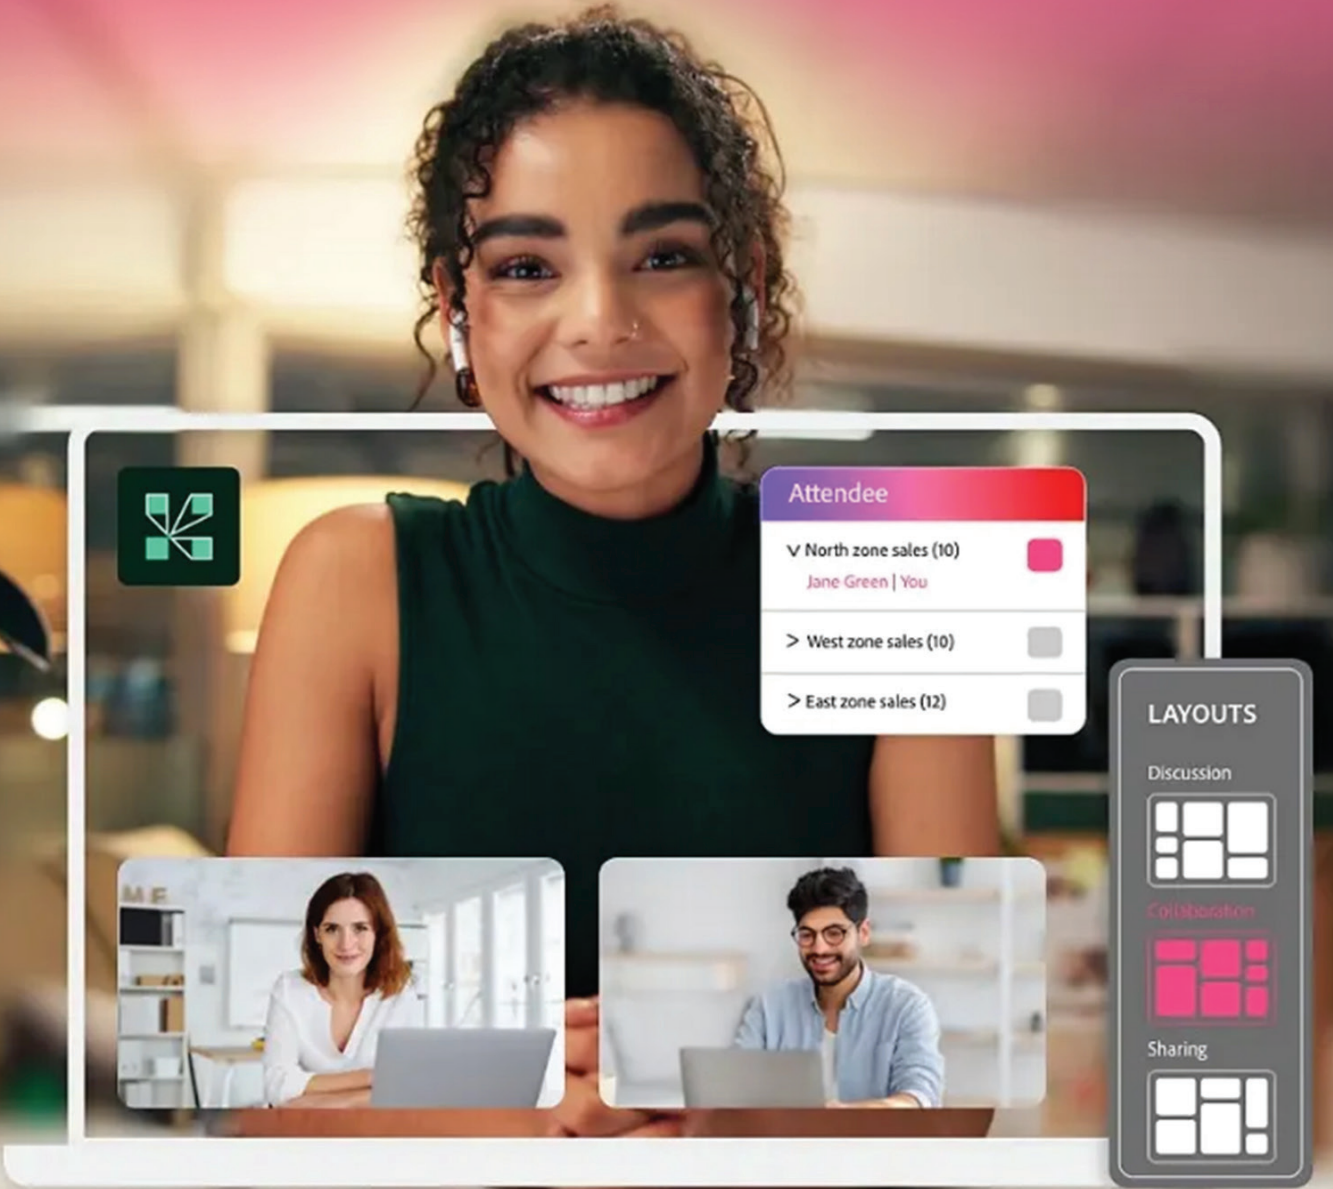 Attendee
North zone sales (10)
Jane Green | You
> West zone sales (10)
> East zone sales (12)
LAYOUTS
Discussion
Collaboration
Sharing
M E